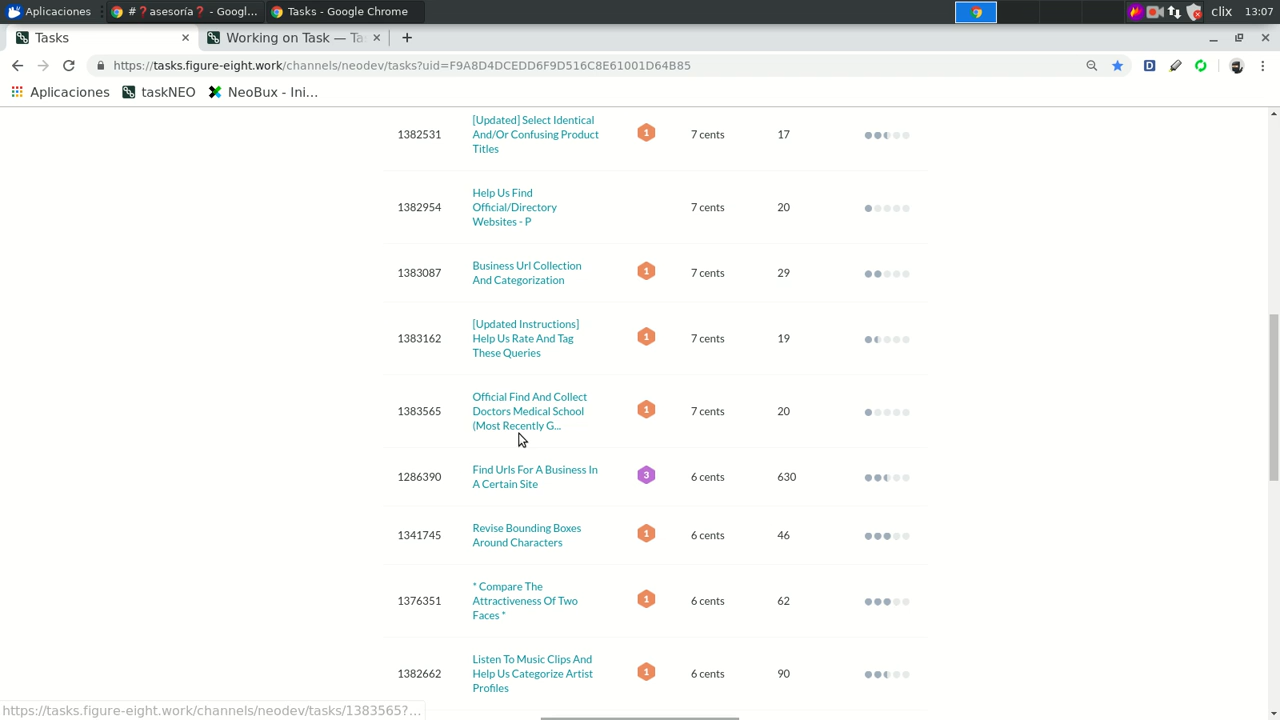 Aplicaciones
#❓asesoría❓ - Googl...
Tasks - Google Chrome
Clix
13:07
Tasks
Working on Task — Ta
https://tasks.figure-eight.work/channels/neodev/tasks?uid=F9A8D4DCEDD6F9D516C8E61001D64B85
Aplicaciones
taskNEO
NeoBux - Ini...
1382531
[Updated] Select Identical
And/Or Confusing Product
Titles
1
7 cents
17
1382954
Help Us Find
Official/Directory
Websites - P
7 cents
20
1383087
Business Url Collection
And Categorization
1
7 cents
29
1383162
[Updated Instructions]
Help Us Rate And Tag
These Queries
1
7 cents
19
1383565
Official Find And Collect
Doctors Medical School
(Most Recently G...
1
7 cents
20
1286390
Find Urls For A Business In
A Certain Site
3
6 cents
630
1341745
Revise Bounding Boxes
Around Characters
1
6 cents
46
1376351
* Compare The
Attractiveness Of Two
Faces *
1
6 cents
62
1382662
Listen To Music Clips And
Help Us Categorize Artist
Profiles
1
6 cents
90
https://tasks.figure-eight.work/channels/neodev/tasks/1383565?...